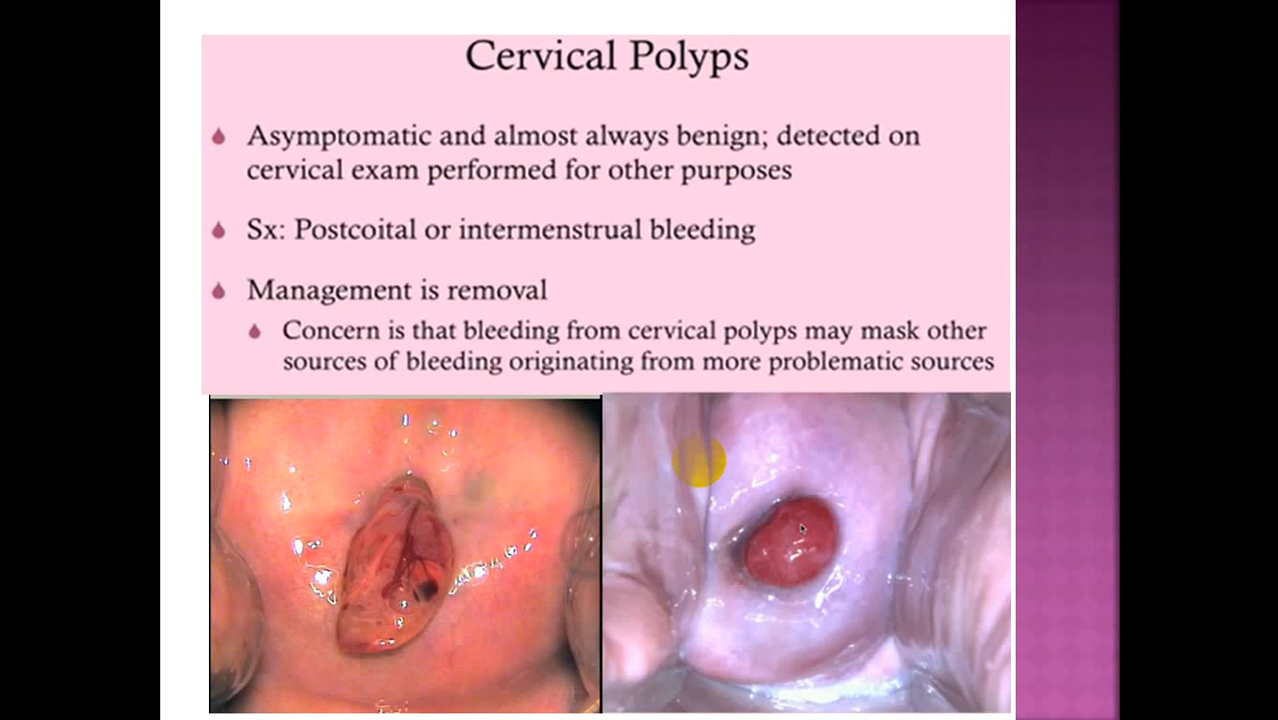 Cervical Polyps
Asymptomatic and almost always benign; detected on
cervical exam performed for other purposes
Sx: Postcoital or intermenstrual bleeding
Management is removal
Concern is that bleeding from cervical polyps may mask other
sources of bleeding originating from more problematic sources